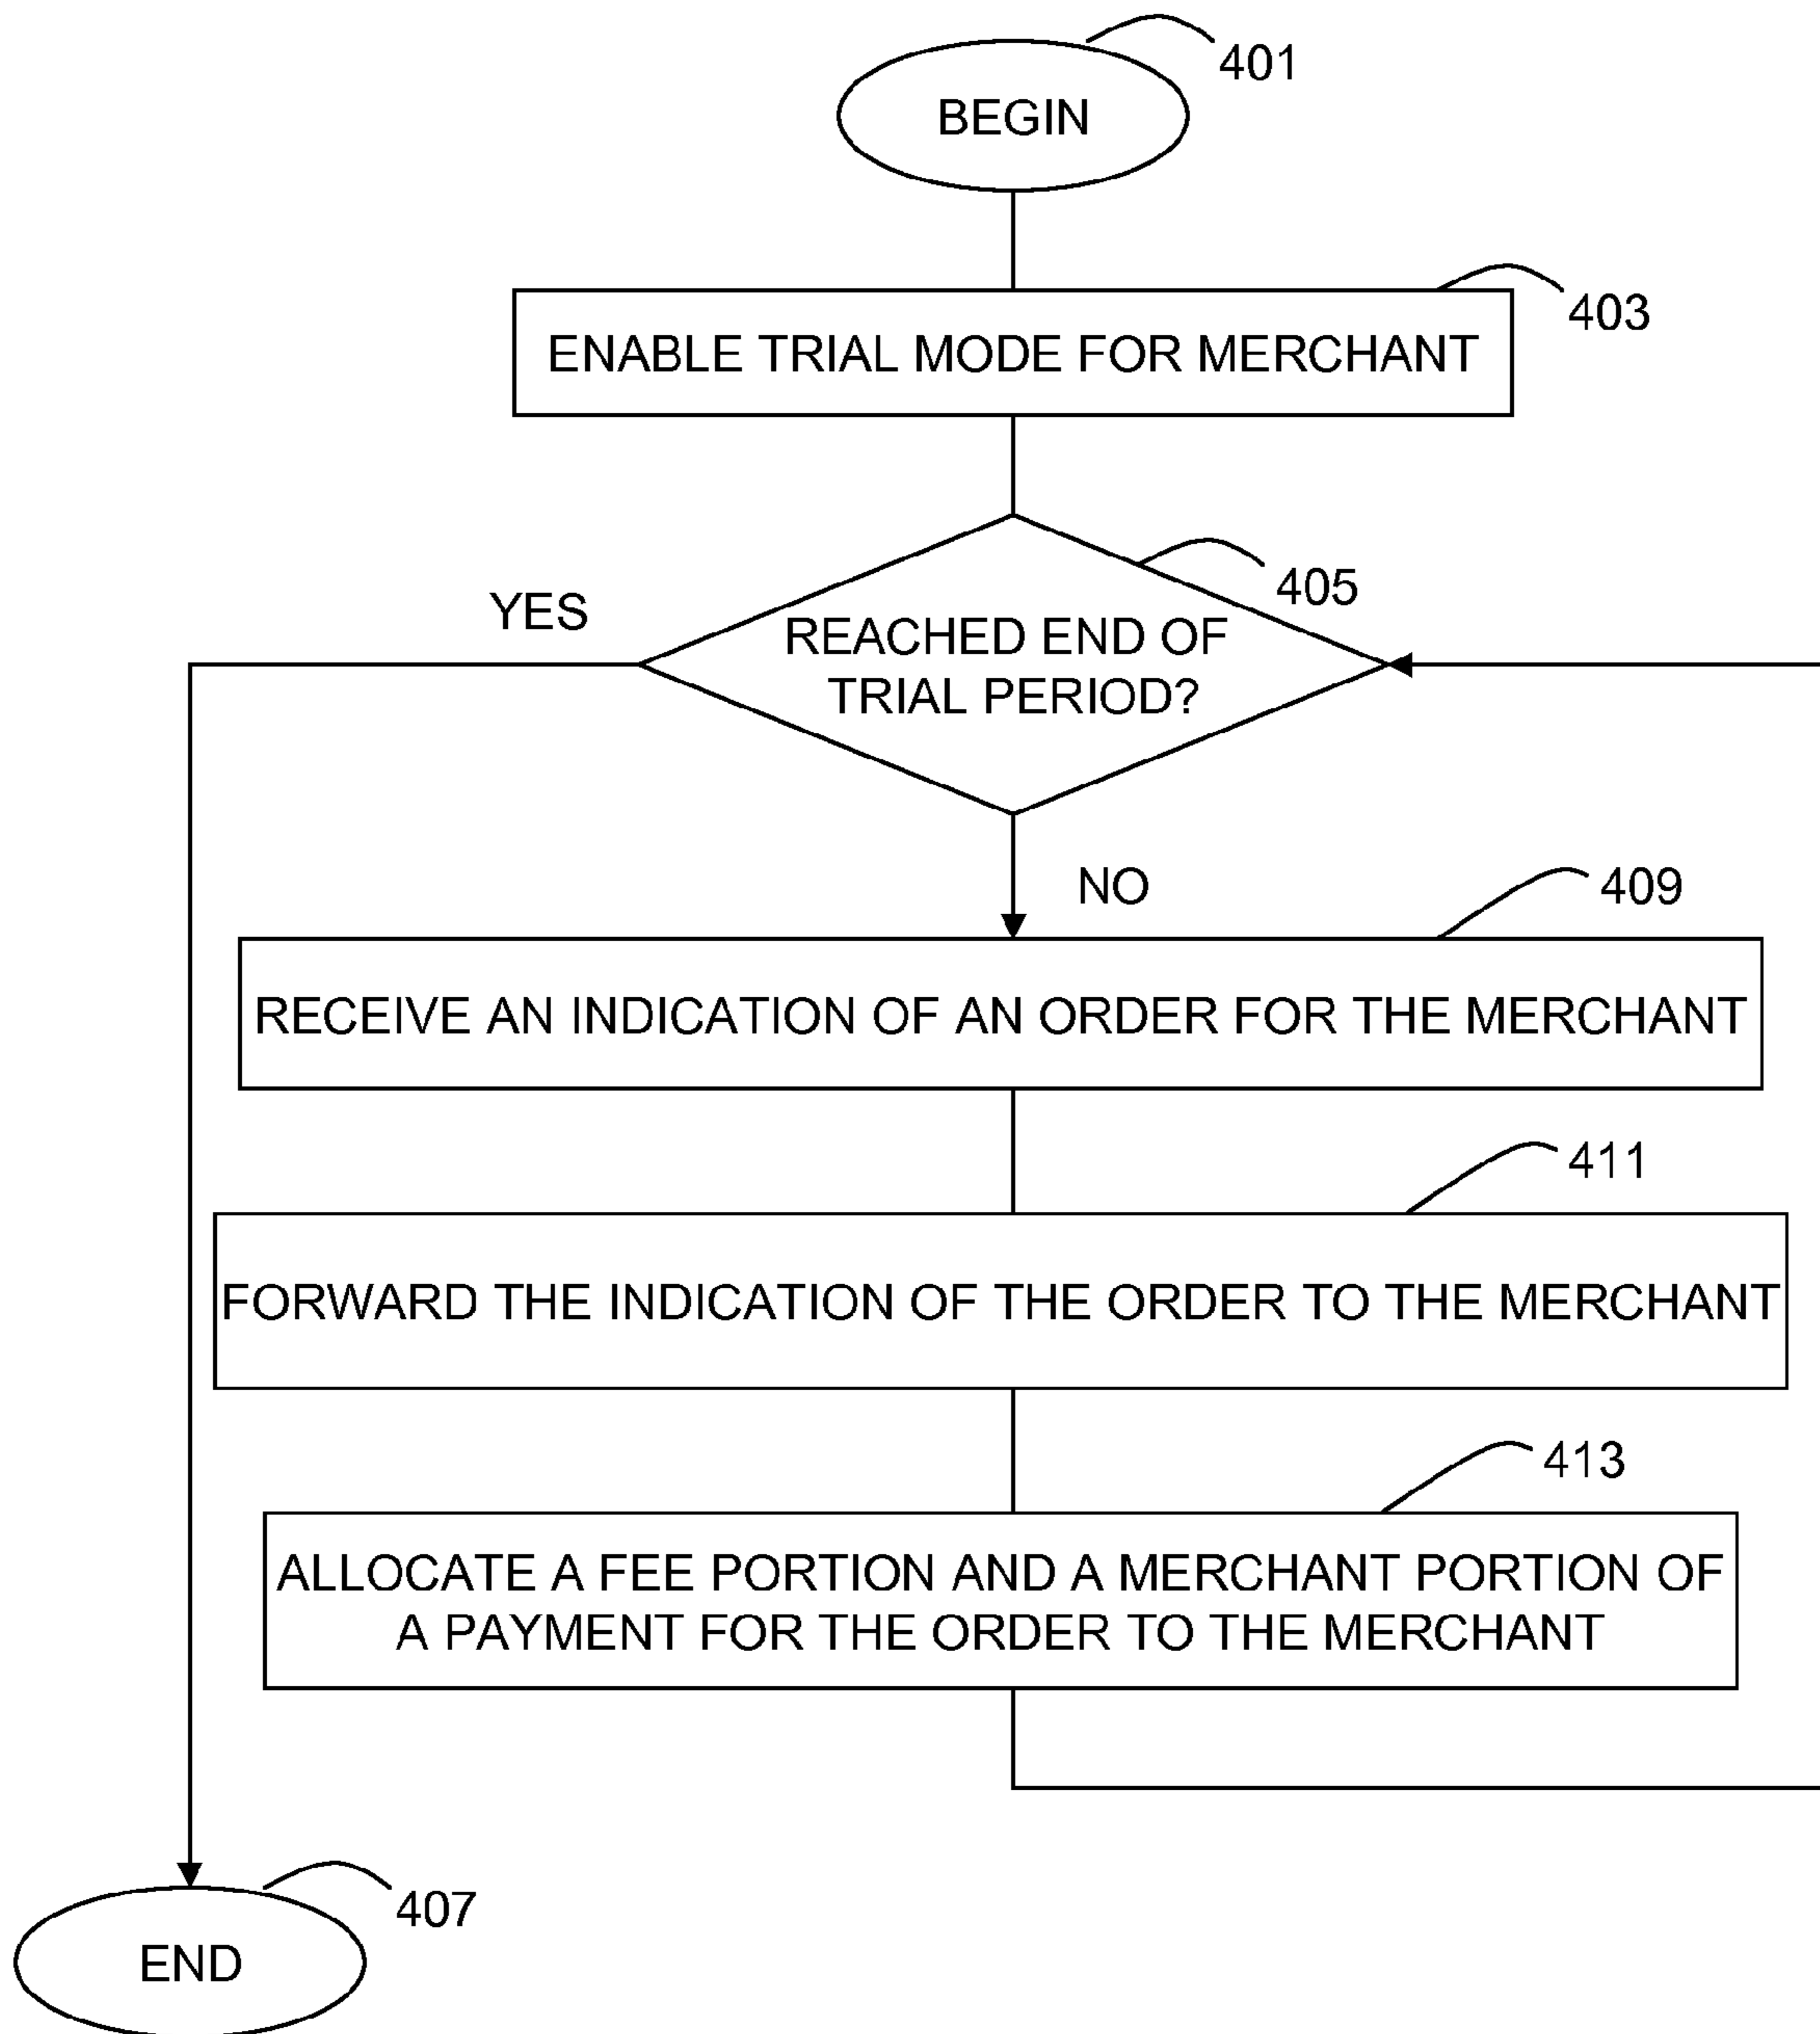 401
BEGIN
403
ENABLE TRIAL MODE FOR MERCHANT
405
YES
REACHED END OF
TRIAL PERIOD?
NO
409
RECEIVE AN INDICATION OF AN ORDER FOR THE MERCHANT
411
FORWARD THE INDICATION OF THE ORDER TO THE MERCHANT
413
ALLOCATE A FEE PORTION AND A MERCHANT PORTION OF
A PAYMENT FOR THE ORDER TO THE MERCHANT
407
END